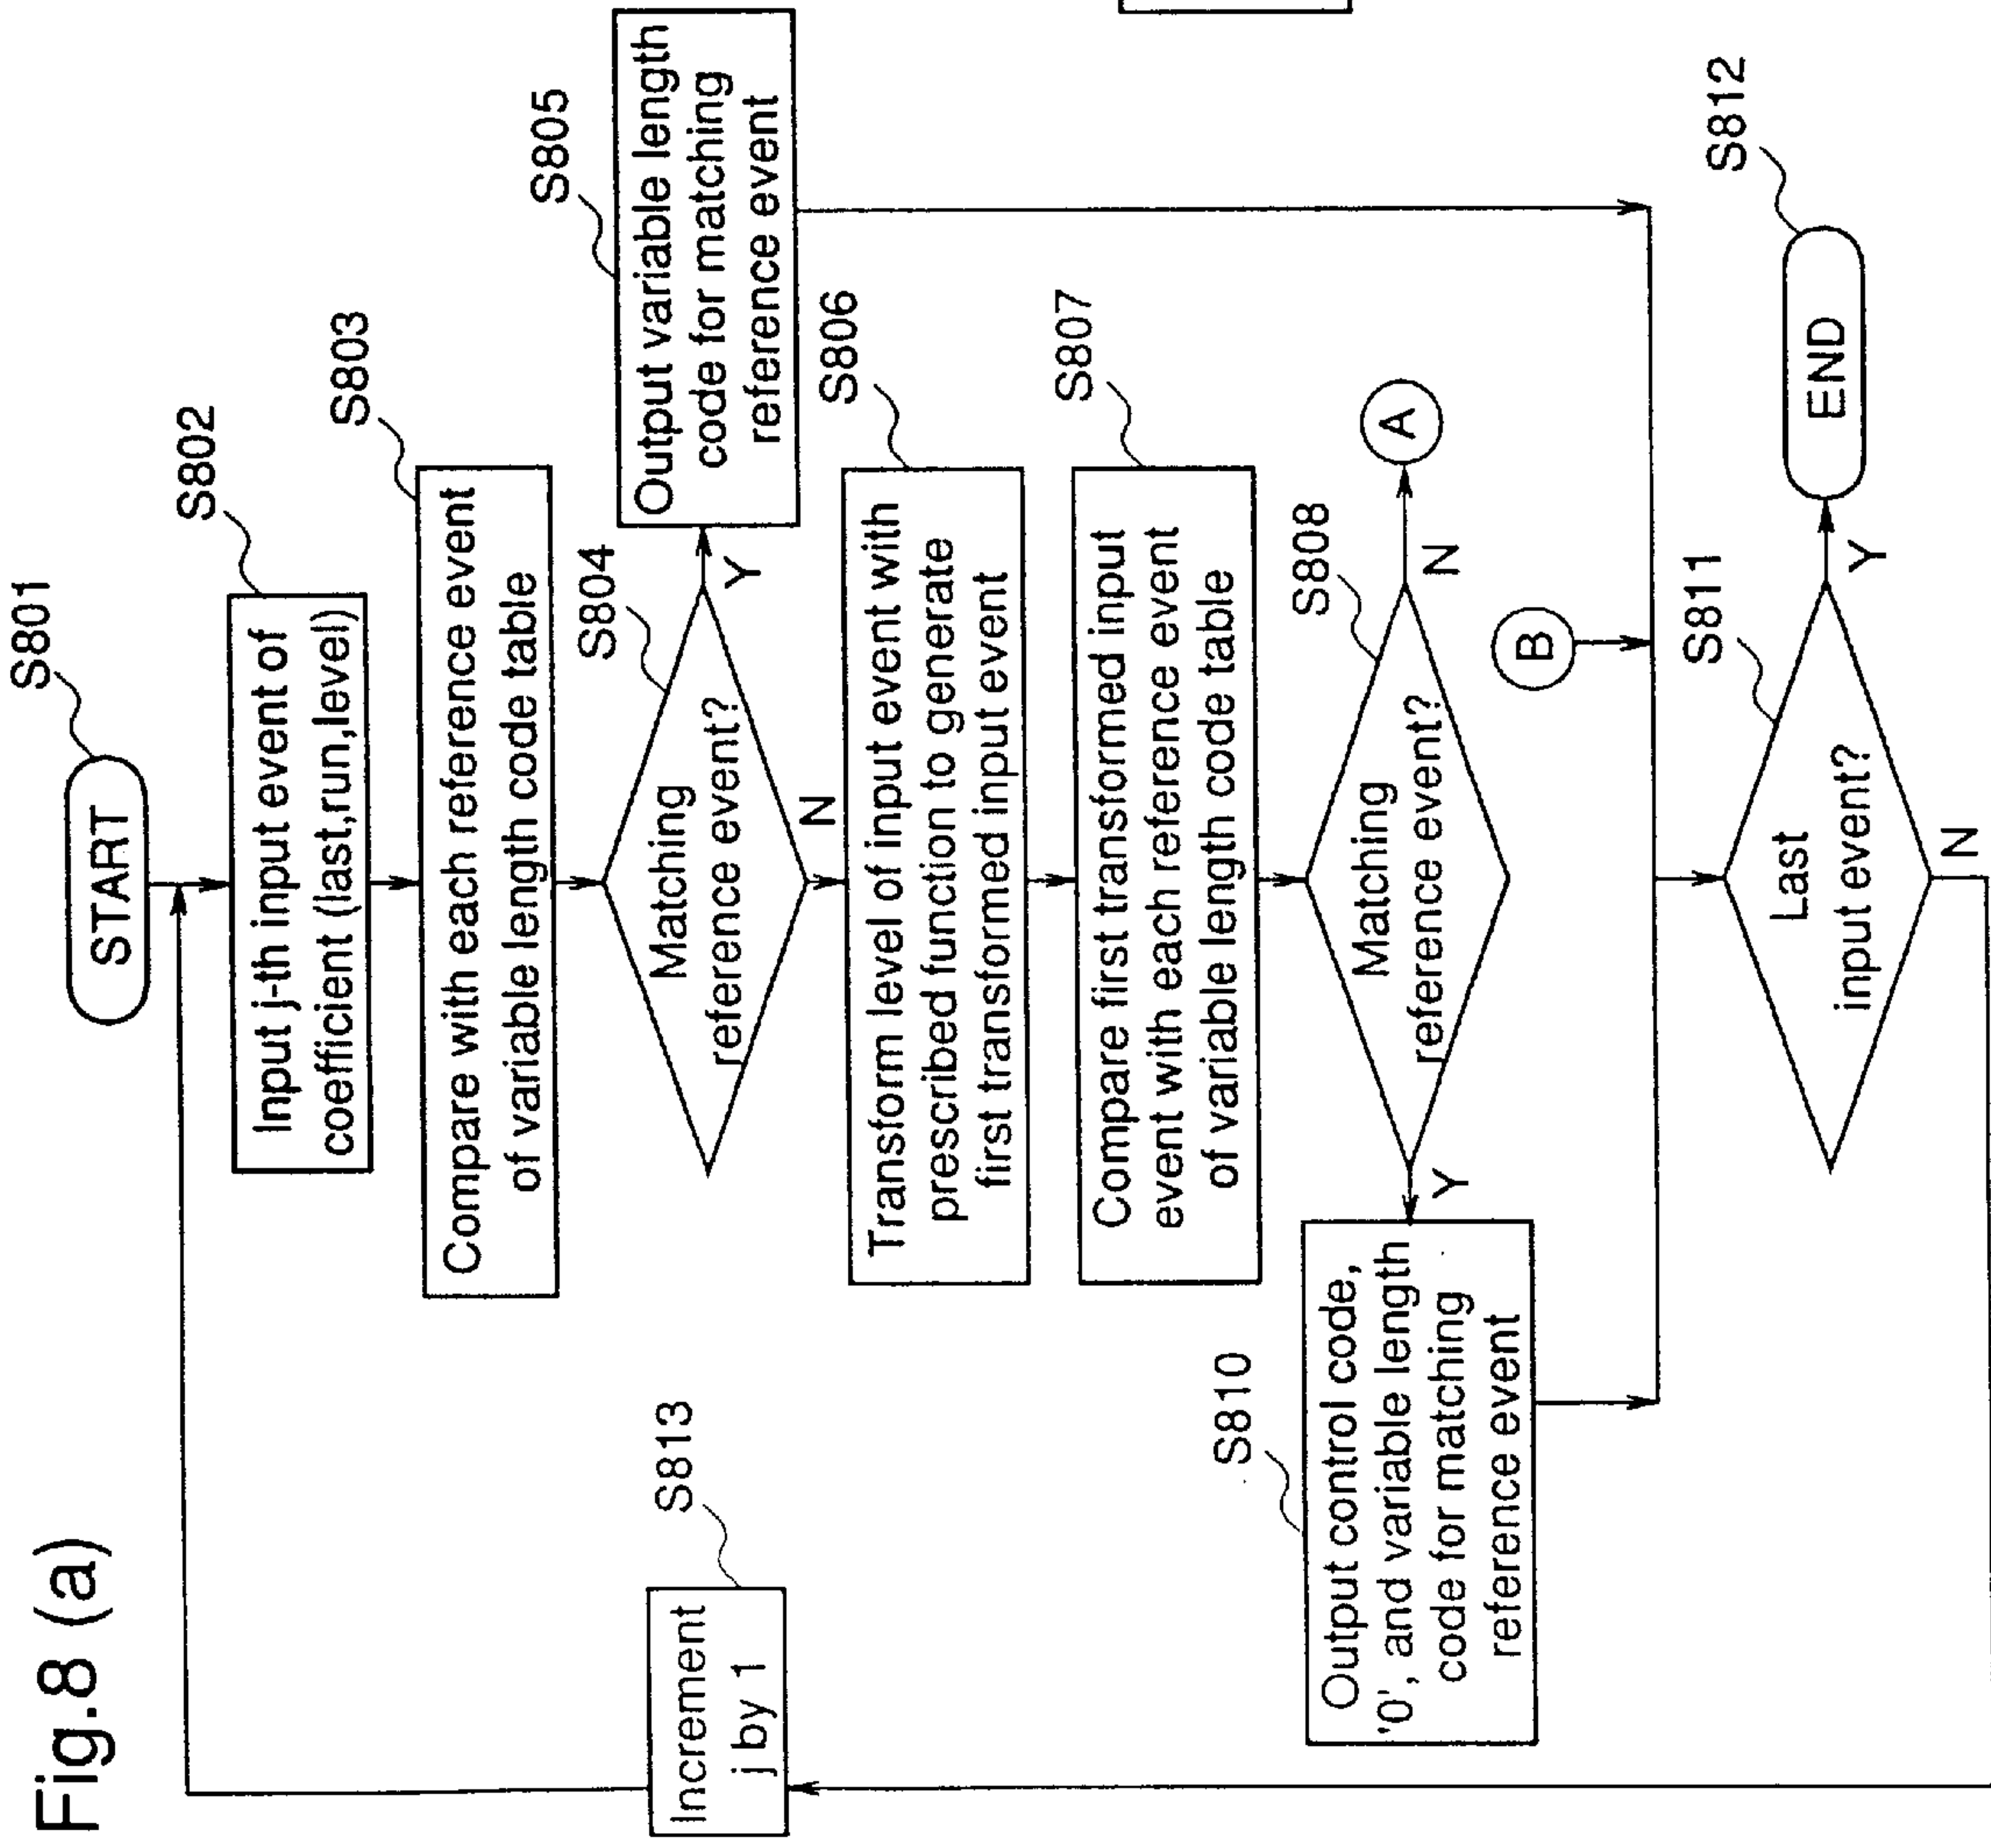 Fig.8 (a)
S801
START
S802
Input j-th input event of
coefficient (last,run,level)
S803
Compare with each reference event
of variable length code table
S804
Matching
reference event?
Y
N
S805
Output variable length
code for matching
reference event
S806
Transform level of input event with
prescribed function to generate
first transformed input event
S807
Compare first transformed input
event with each reference event
of variable length code table
S808
Matching
reference event?
N
A
Y
S810
Output control code,
'0', and variable length
code for matching
reference event
B
S811
Last
input event?
Y
S812
END
N
S813
Increment
j by 1